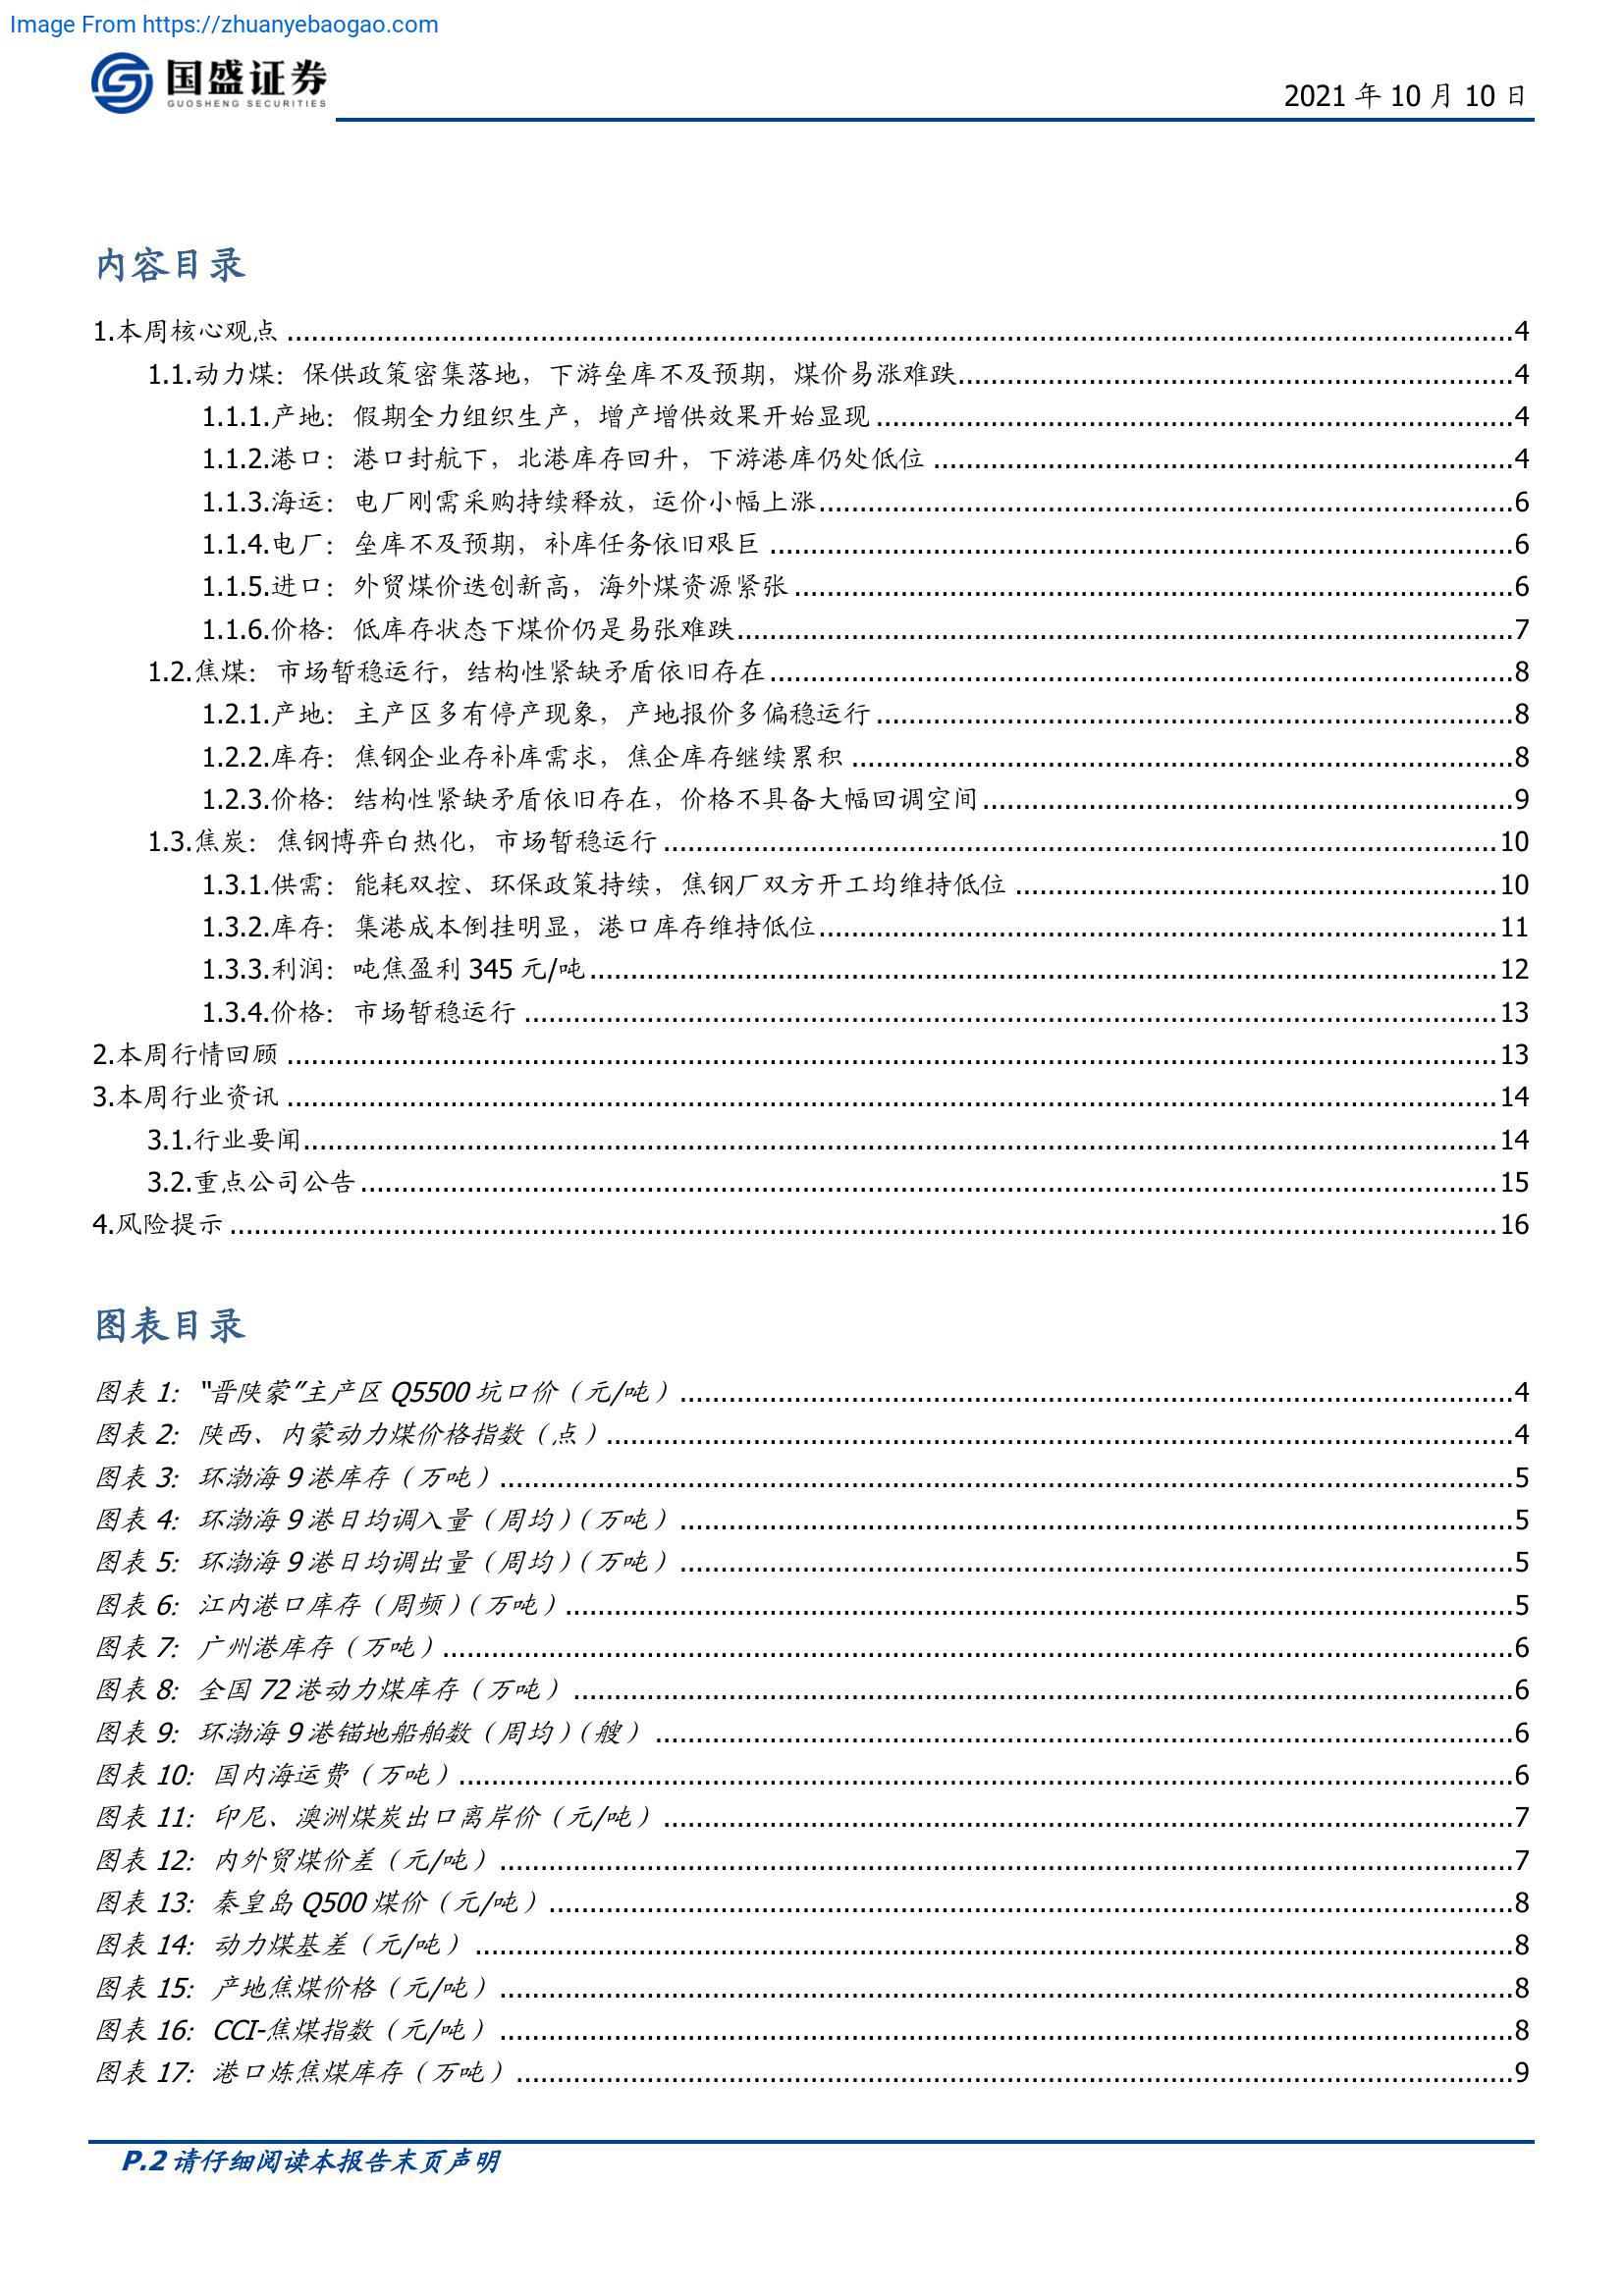 Image From https://zhuanyebaogao.com
国盛证券
GUOSHENG SECURITIES
2021 年 10 月 10 日
内容目录
1.本周核心观点 ........ 4
1.1.动力煤：保供政策密集落地，下游垒库不及预期，煤价易涨难跌........ 4
1.1.1.产地：假期全力组织生产，增产增供效果开始显现 ........ 4
1.1.2.港口：港口封航下，北港库存回升，下游港库仍处低位 ........ 4
1.1.3.海运：电厂刚需采购持续释放，运价小幅上涨........ 6
1.1.4.电厂：垒库不及预期，补库任务依旧艰巨 ........ 6
1.1.5.进口：外贸煤价迭创新高，海外煤资源紧张 ........ 6
1.1.6.价格：低库存状态下煤价仍是易张难跌........ 7
1.2.焦煤：市场暂稳运行，结构性紧缺矛盾依旧存在 ........ 8
1.2.1.产地：主产区多有停产现象，产地报价多偏稳运行 ........ 8
1.2.2.库存：焦钢企业存补库需求，焦企库存继续累积 ........ 8
1.2.3.价格：结构性紧缺矛盾依旧存在，价格不具备大幅回调空间 ........ 9
1.3.焦炭：焦钢博弈白热化，市场暂稳运行 ........ 10
1.3.1.供需：能耗双控、环保政策持续，焦钢厂双方开工均维持低位 ........ 10
1.3.2.库存：集港成本倒挂明显，港口库存维持低位........ 11
1.3.3.利润：吨焦盈利 345 元/吨 ........ 12
1.3.4.价格：市场暂稳运行 ........ 13
2.本周行情回顾 ........ 13
3.本周行业资讯 ........ 14
3.1.行业要闻........ 14
3.2.重点公司公告 ........ 15
4.风险提示 ........ 16
图表目录
图表 1：“晋陕蒙”主产区 Q5500 坑口价（元/吨） ........ 4
图表 2：陕西、内蒙动力煤价格指数（点）........ 4
图表 3：环渤海 9 港库存（万吨）........ 5
图表 4：环渤海 9 港日均调入量（周均）（万吨） ........ 5
图表 5：环渤海 9 港日均调出量（周均）（万吨） ........ 5
图表 6：江内港口库存（周频）（万吨）........ 5
图表 7：广州港库存（万吨）........ 6
图表 8：全国 72 港动力煤库存（万吨） ........ 6
图表 9：环渤海 9 港锚地船舶数（周均）（艘） ........ 6
图表 10：国内海运费（万吨）........ 6
图表 11：印尼、澳洲煤炭出口离岸价（元/吨） ........ 7
图表 12：内外贸煤价差（元/吨） ........ 7
图表 13：秦皇岛 Q500 煤价（元/吨）........ 8
图表 14：动力煤基差（元/吨） ........ 8
图表 15：产地焦煤价格（元/吨） ........ 8
图表 16：CCI-焦煤指数（元/吨） ........ 8
图表 17：港口炼焦煤库存（万吨） ........ 9
P.2 请仔细阅读本报告末页声明